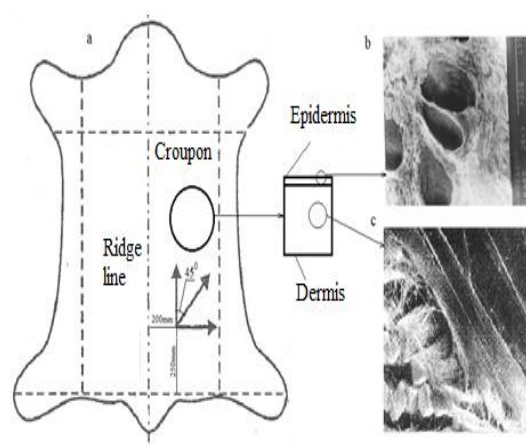 a
b
Epidermis
Croupon
c
Ridge
line
45⁰
Dermis
200mm
250mm